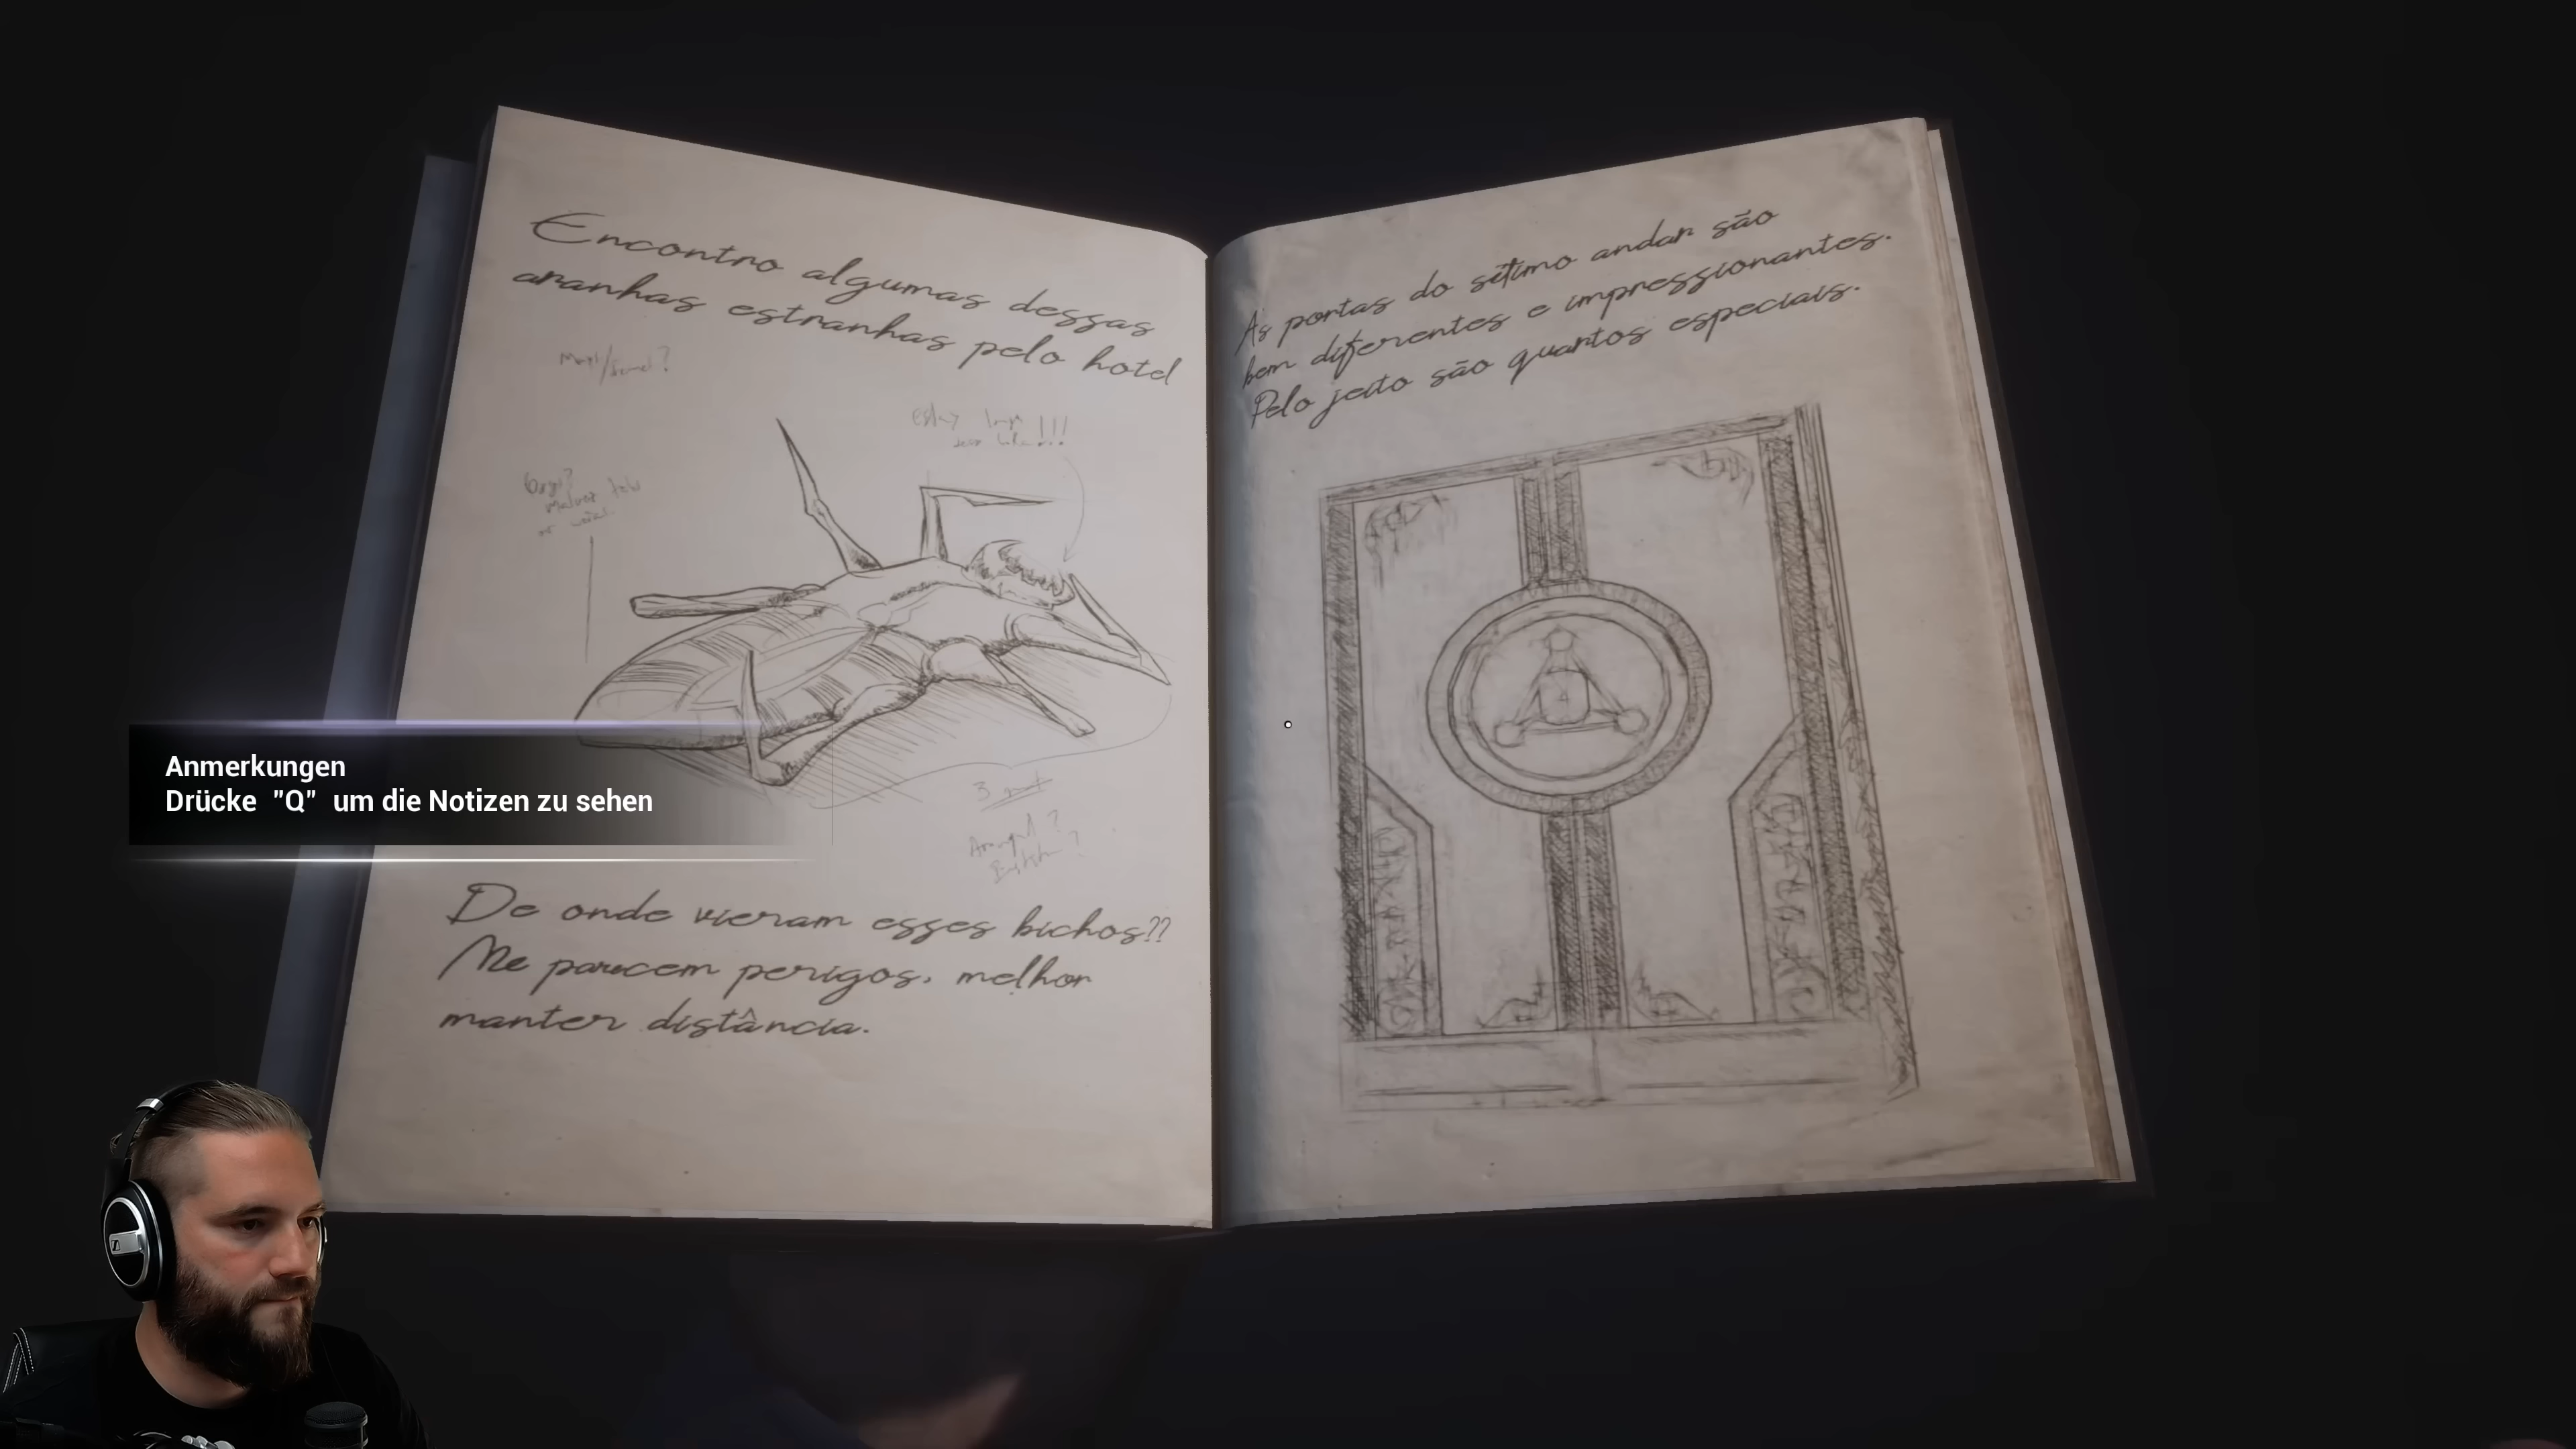 Encontro algumas dessas
aranhas estranhas pelo hotel
De onde vieram esses bichos??
Me parecem perigos, melhor
manter distância.
As portas do sétimo andar são
bem diferentes e impressionantes.
Pelo jeito são quartos especiais.
Anmerkungen
Drücke "Q" um die Notizen zu sehen